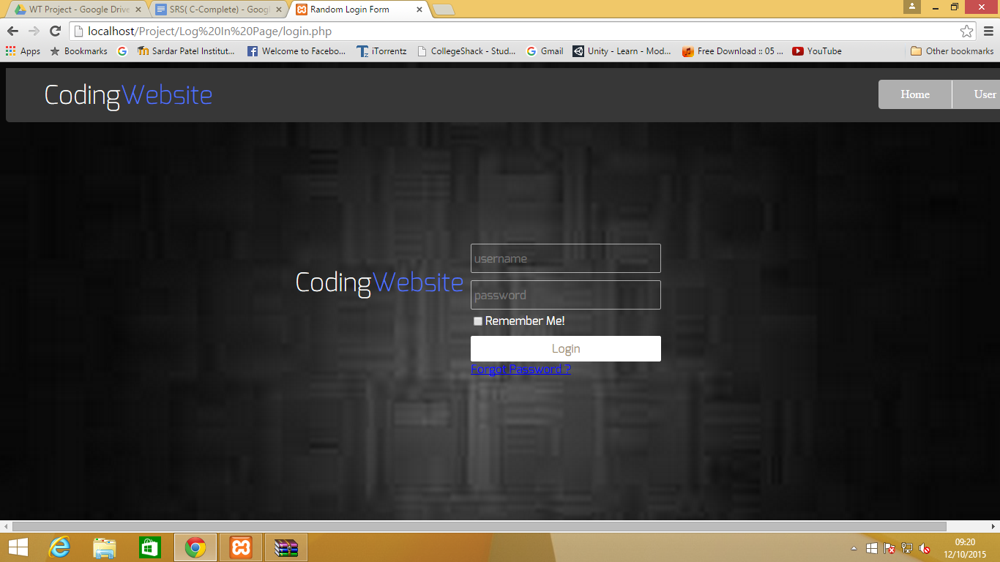 WT Project - Google Drive
SRS( C-Complete) - Googl
Random Login Form
localhost/Project/Log%20In%20Page/login.php
Apps Bookmarks Sardar Patel Institut... Welcome to Facebo... iTorrentz CollegeShack - Stud... Gmail Unity - Learn - Mod... Free Download :: 05 ... YouTube Other bookmarks
CodingWebsite
Home User
username
CodingWebsite
password
Remember Me!
Login
Forgot Password ?
09:20
12/10/2015